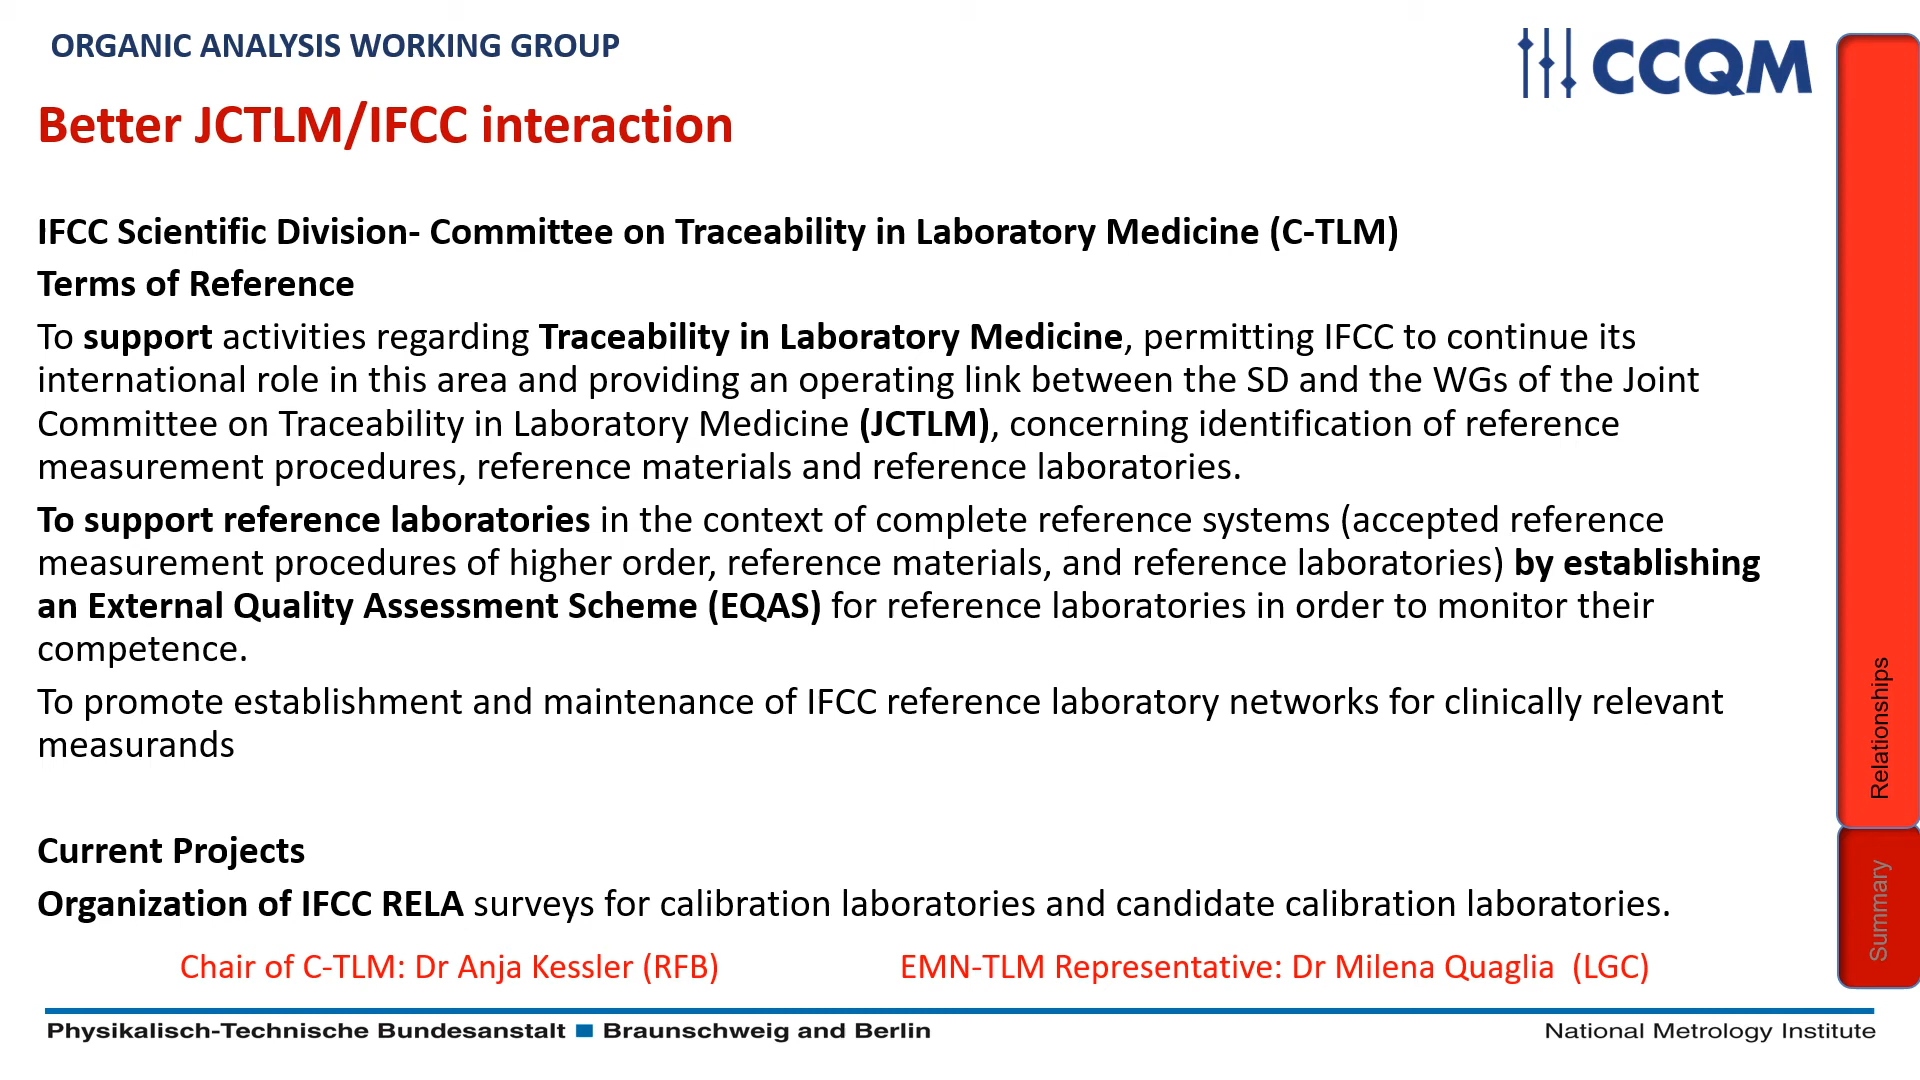 ORGANIC ANALYSIS WORKING GROUP
CCQM
Better JCTLM/IFCC interaction
IFCC Scientific Division- Committee on Traceability in Laboratory Medicine (C-TLM)
Terms of Reference
To support activities regarding Traceability in Laboratory Medicine, permitting IFCC to continue its
international role in this area and providing an operating link between the SD and the WGs of the Joint
Committee on Traceability in Laboratory Medicine (JCTLM), concerning identification of reference
measurement procedures, reference materials and reference laboratories.
To support reference laboratories in the context of complete reference systems (accepted reference
measurement procedures of higher order, reference materials, and reference laboratories) by establishing
an External Quality Assessment Scheme (EQAS) for reference laboratories in order to monitor their
competence.
To promote establishment and maintenance of IFCC reference laboratory networks for clinically relevant
measurands
Current Projects
Organization of IFCC RELA surveys for calibration laboratories and candidate calibration laboratories.
Chair of C-TLM: Dr Anja Kessler (RFB)
EMN-TLM Representative: Dr Milena Quaglia (LGC)
Relationships
Summary
Physikalisch-Technische Bundesanstalt ■ Braunschweig and Berlin
National Metrology Institute